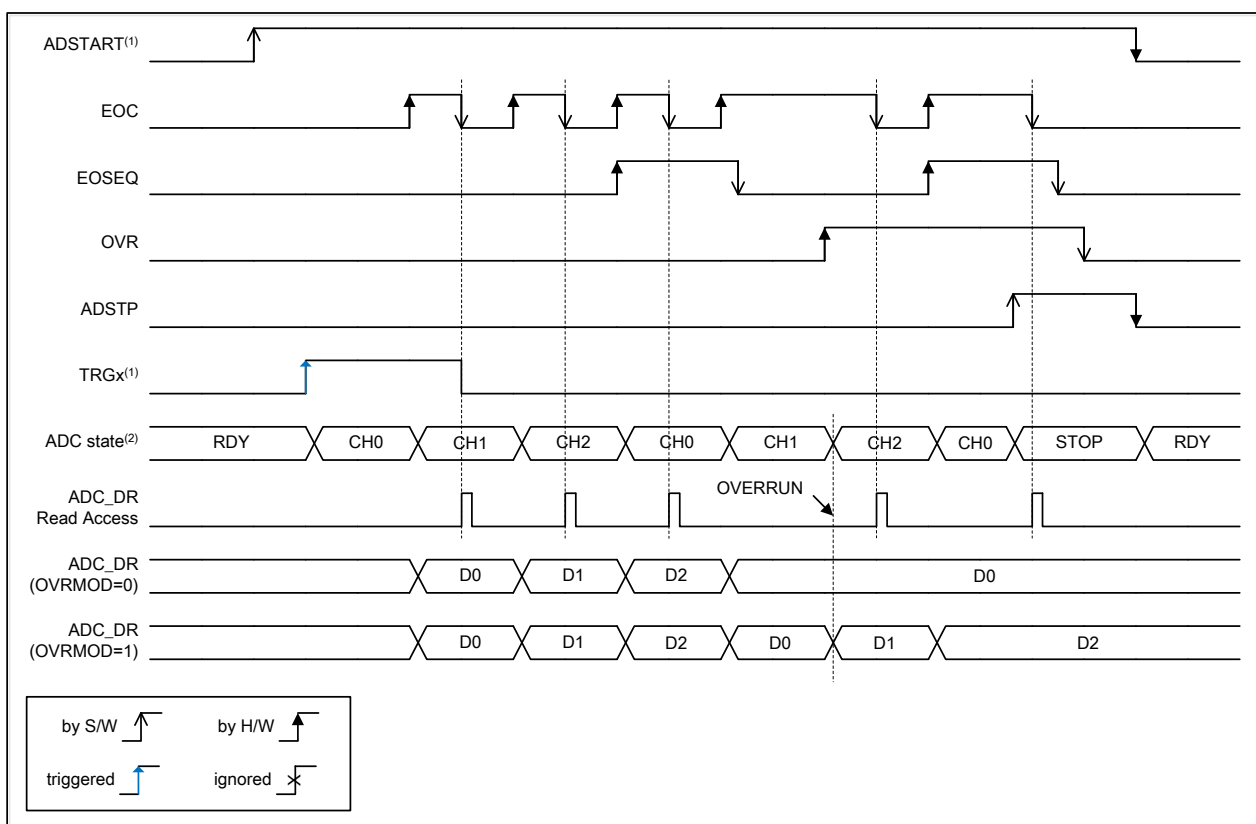 ADSTART(1)
EOC
EOSEQ
OVR
ADSTP
TRGx(1)
ADC state(2) RDY CH0 CH1 CH2 CH0 CH1 CH2 CH0 STOP RDY
ADC_DR
Read Access
OVERRUN
ADC_DR
(OVRMOD=0)
D0 D1 D2 D0
ADC_DR
(OVRMOD=1)
D0 D1 D2 D0 D1 D2
by S/W by H/W
triggered ignored